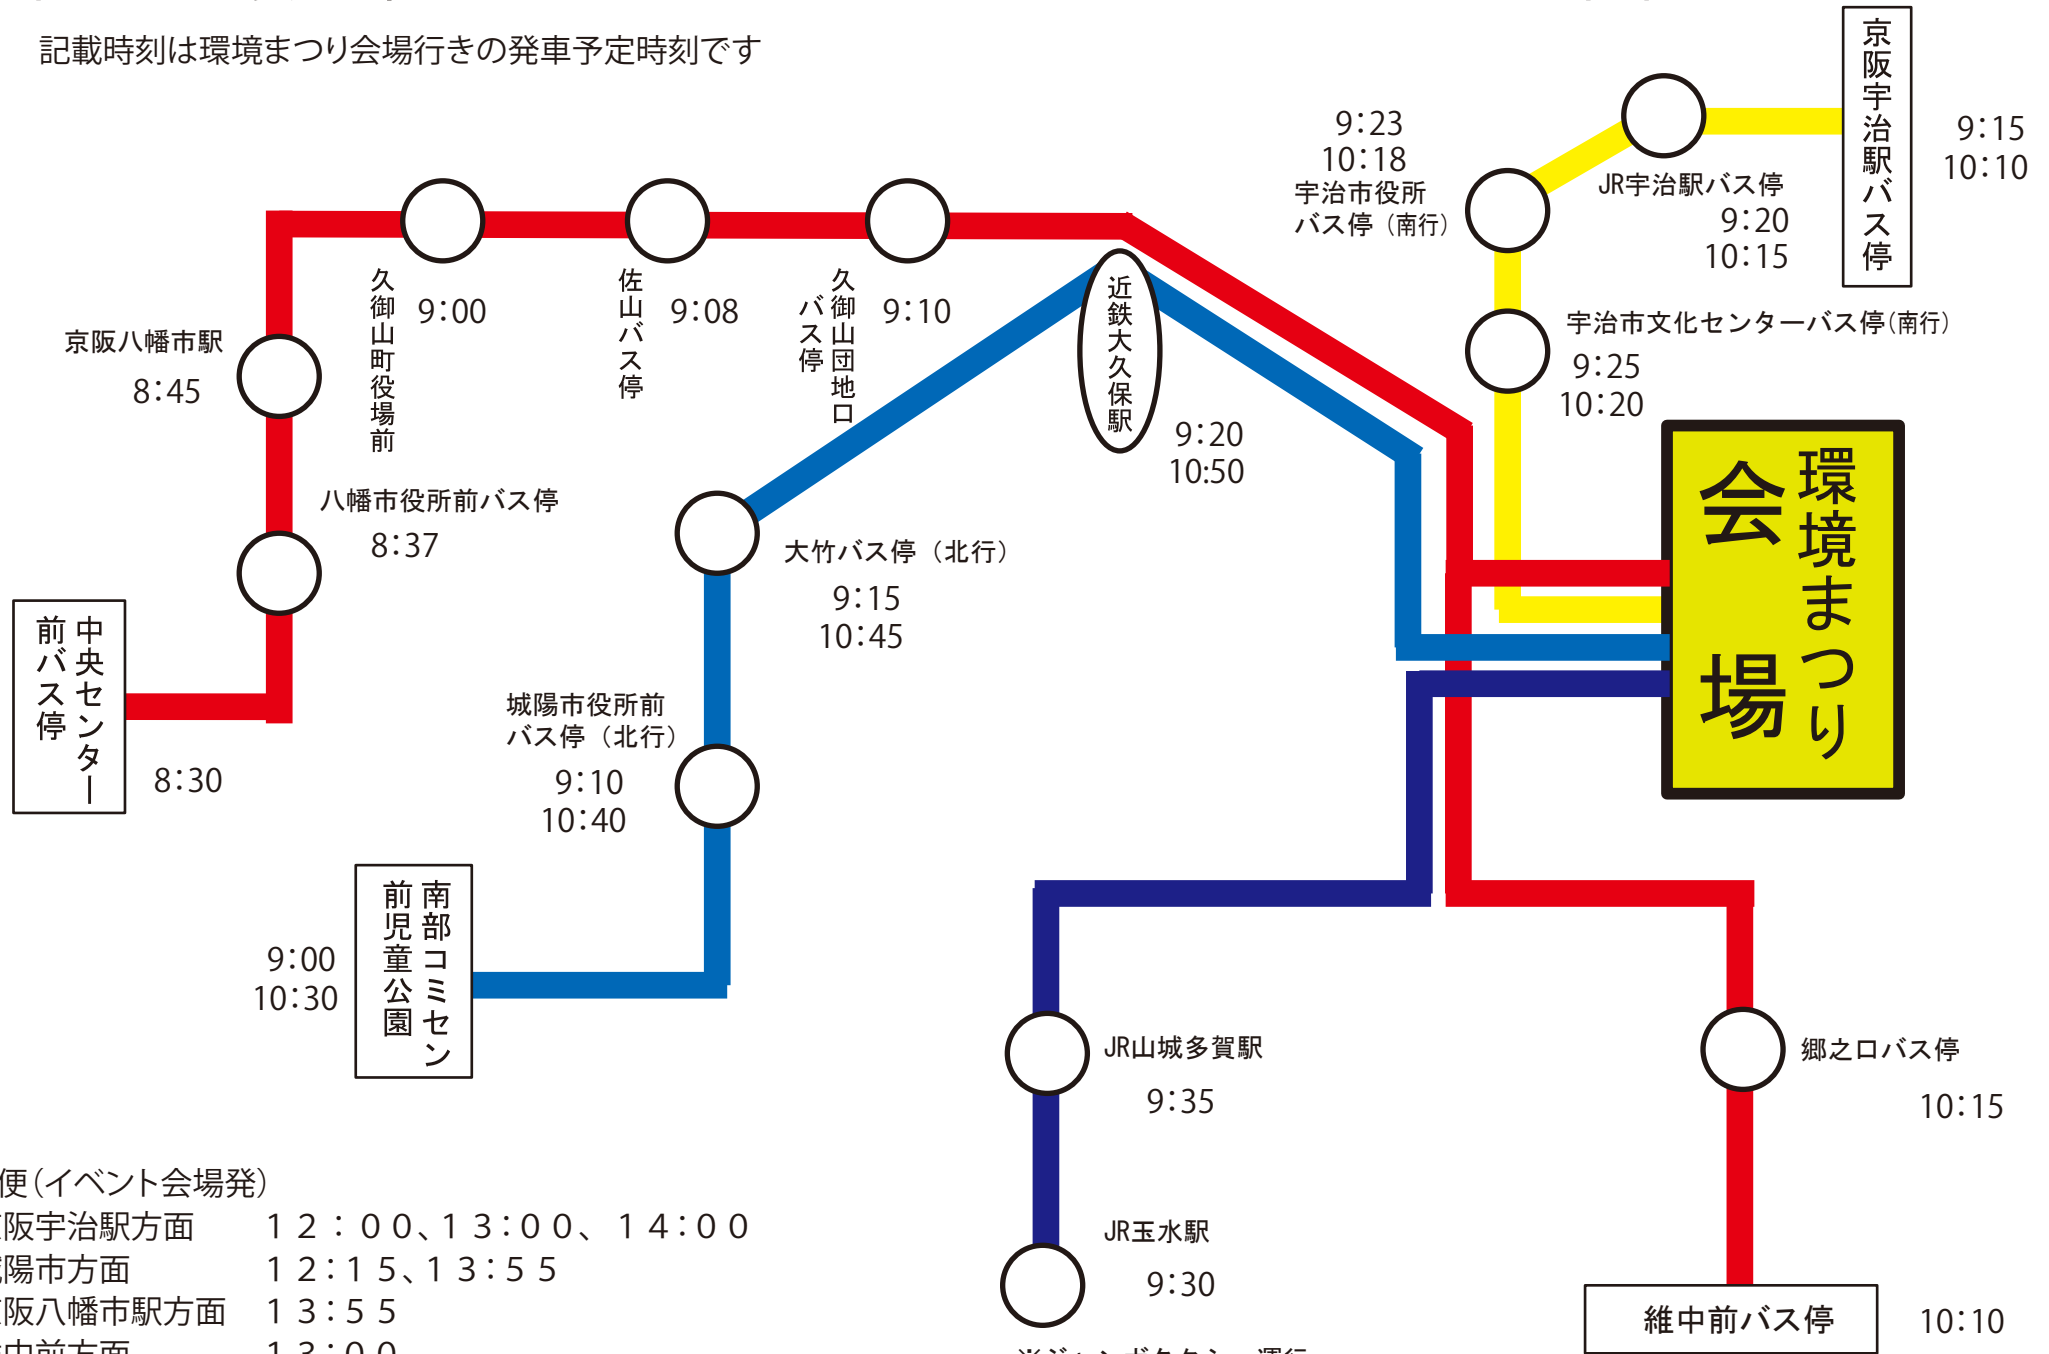 記載時刻は環境まつり会場行きの発車予定時刻です
京阪宇治駅バス停
9:15
10:10
JR宇治駅バス停
9:20
10:15
9:23
10:18
宇治市役所
バス停（南行）
宇治市文化センターバス停(南行)
9:25
10:20
久御山町役場前
9:00
佐山バス停
9:08
久御山団地口
バス停
9:10
近鉄大久保駅
9:20
10:50
京阪八幡市駅
8:45
八幡市役所前バス停
8:37
中央センター
前バス停
8:30
大竹バス停（北行）
9:15
10:45
城陽市役所前
バス停（北行）
9:10
10:40
南部コミセン
前児童公園
9:00
10:30
環境まつり
会場
JR山城多賀駅
9:35
JR玉水駅
9:30
郷之口バス停
10:15
維中前バス停
10:10
便（イベント会場発）
阪宇治駅方面 １２：００、１３：００、１４：００
陽市方面 １２：１５、１３：５５
阪八幡市駅方面 １３：５５
中前方面 １３：００